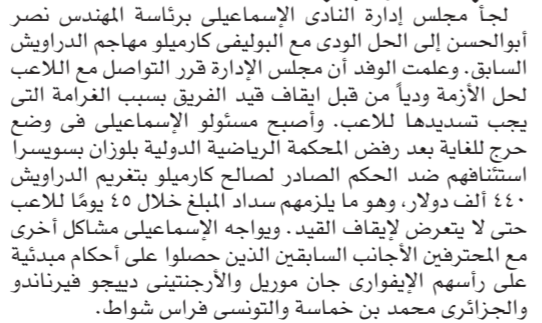 لجأ مجلس إدارة النادى الإسماعيلى برئاسة المهندس نصر
أبوالحسن إلى الحل الودى مع البوليفى كارميلو مهاجم الدراويش
السابق. وعلمت الوفد أن مجلس الإدارة قرر التواصل مع اللاعب
لحل الأزمة ودياً من قبل ايقاف قيد الفريق بسبب الغرامة التى
يجب تسديدها للاعب. وأصبح مسئولو الإسماعيلى فى وضع
حرج للغاية بعد رفض المحكمة الرياضية الدولية بلوزان بسويسرا
استئنافهم ضد الحكم الصادر لصالح كارميلو بتغريم الدراويش
٤٤٠ ألف دولار، وهو ما يلزمهم سداد المبلغ خلال ٤٥ يومًا للاعب
حتى لا يتعرض لإيقاف القيد. ويواجه الإسماعيلى مشاكل أخرى
مع المحترفين الأجانب السابقين الذين حصلوا على أحكام مبدئية
على رأسهم الإيفوارى جان موريل والأرجنتينى دييجو فيرناندو
والجزائرى محمد بن خماسة والتونسى فراس شواط.